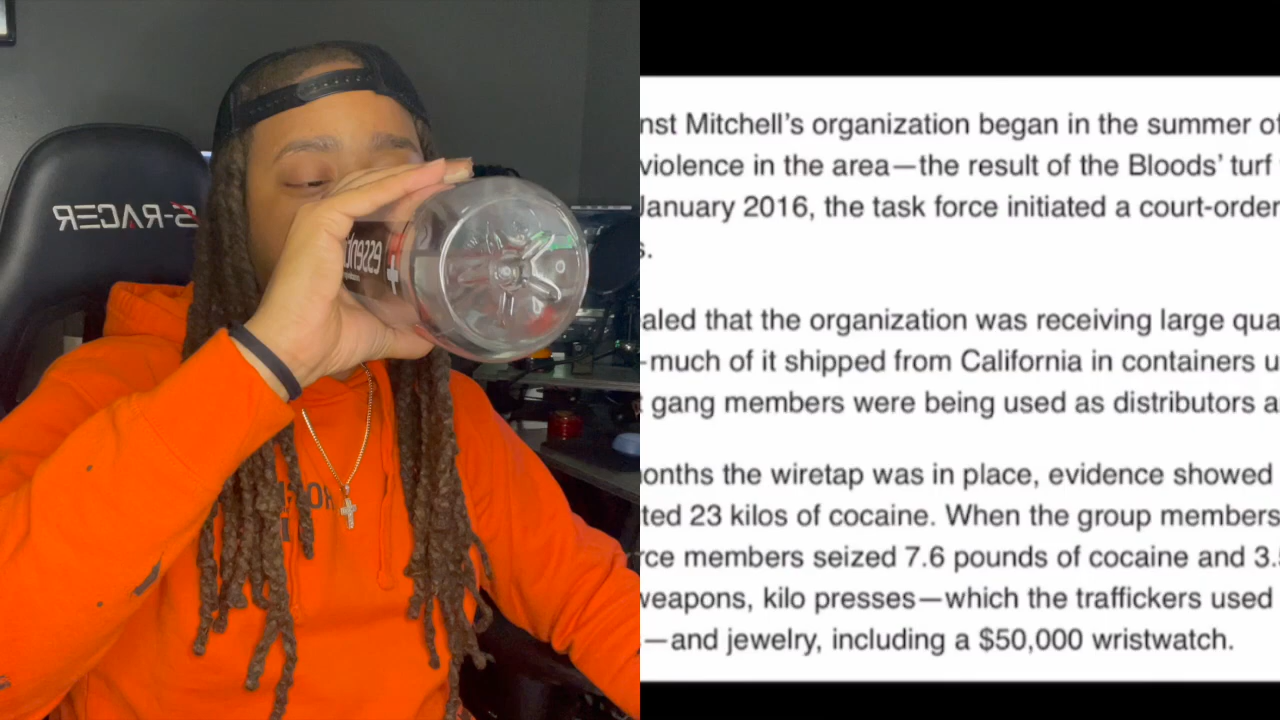 S-RACER
essentia
nst Mitchell's organization began in the summer of
violence in the area—the result of the Bloods' turf
January 2016, the task force initiated a court-order
s.
aled that the organization was receiving large qua
-much of it shipped from California in containers u
gang members were being used as distributors a
onths the wiretap was in place, evidence showed
ted 23 kilos of cocaine. When the group members
rce members seized 7.6 pounds of cocaine and 3.
weapons, kilo presses—which the traffickers used
—and jewelry, including a $50,000 wristwatch.